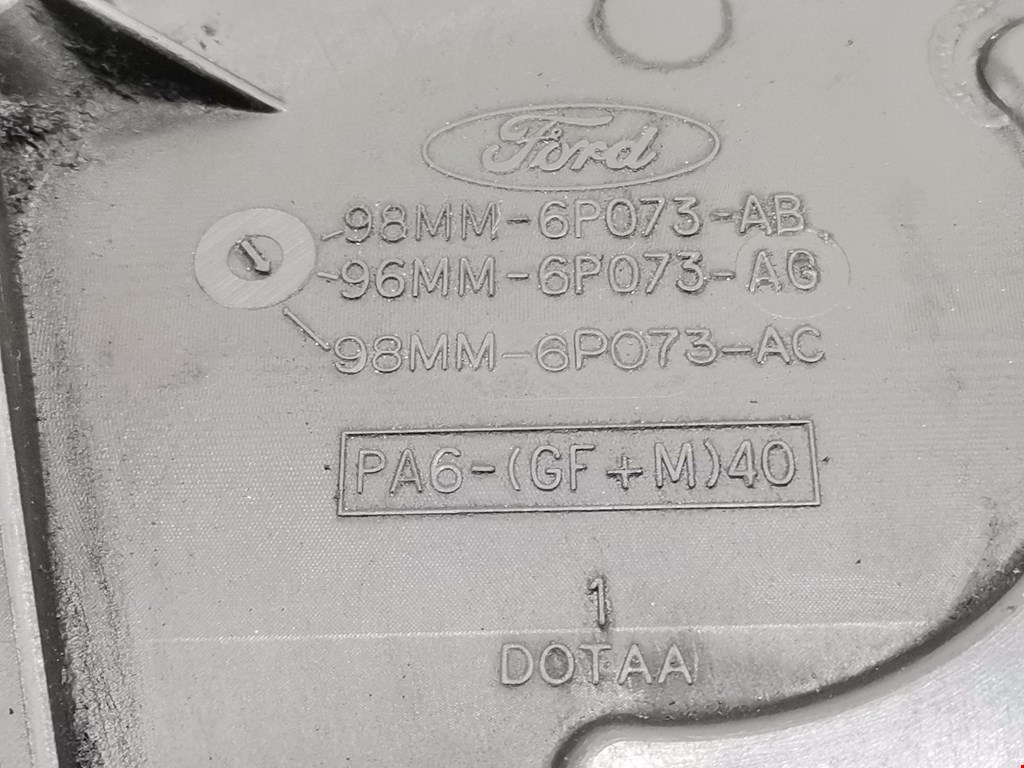 Ford
98MM-6P073-AB
96MM-6P073-AG
98MM-6P073-AC
PA6-(GF+M)40
1
DOTAA